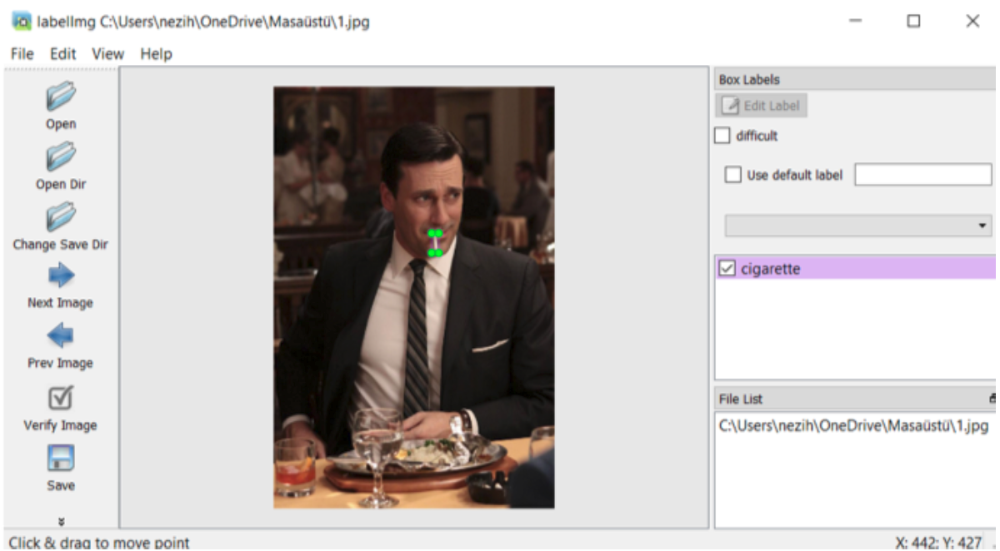 labelImg C:\Users\nezih\OneDrive\Masaüstü\1.jpg
File Edit View Help
Open
Open Dir
Change Save Dir
Next Image
Prev Image
Verify Image
Save
Box Labels
Edit Label
difficult
Use default label
cigarette
File List
C:\Users\nezih\OneDrive\Masaüstü\1.jpg
Click & drag to move point
X: 442; Y: 427